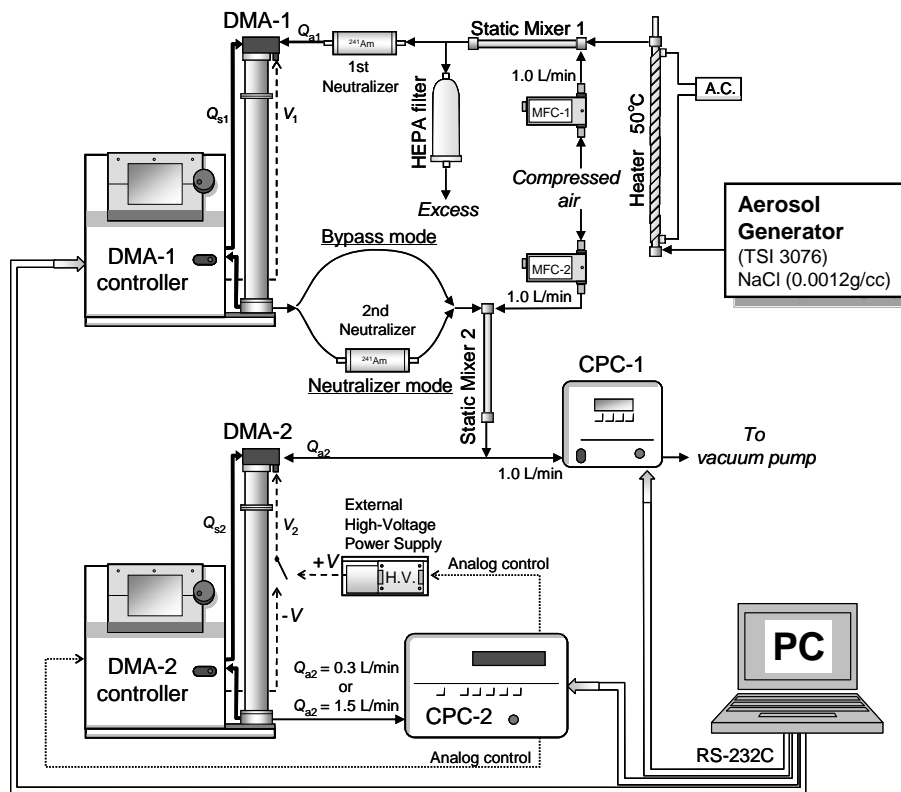 DMA-1
Qa1
241Am
1st
Neutralizer
Static Mixer 1
1.0 L/min
MFC-1
A.C.
Heater 50℃
Qs1
V1
HEPA filter
Excess
Compressed
air
Aerosol
Generator
(TSI 3076)
NaCl (0.0012g/cc)
DMA-1
controller
Bypass mode
MFC-2
1.0 L/min
2nd
Neutralizer
241Am
Neutralizer mode
Static Mixer 2
CPC-1
DMA-2
Qa2
1.0 L/min
To
vacuum pump
Qs2
V2
External
High-Voltage
Power Supply
+V
H.V.
Analog control
-V
DMA-2
controller
Qa2 = 0.3 L/min
or
Qa2 = 1.5 L/min
CPC-2
PC
Analog control
RS-232C